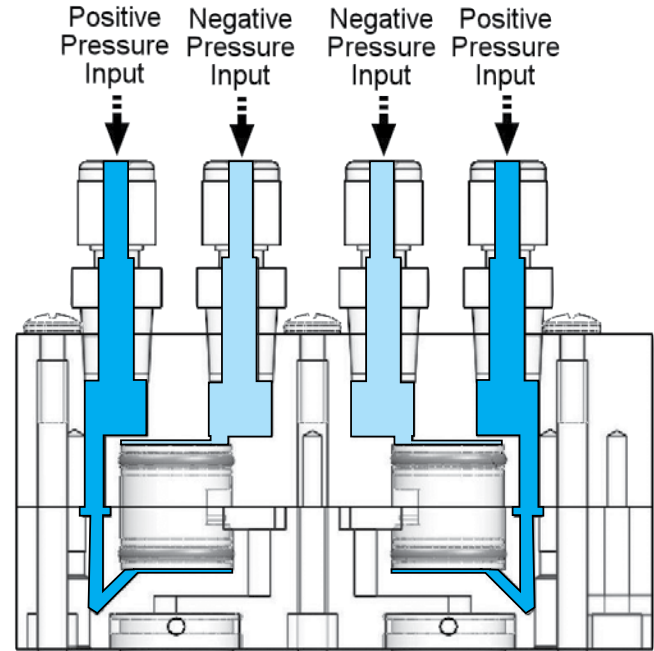 Positive
Pressure
Input
Negative
Pressure
Input
Negative
Pressure
Input
Positive
Pressure
Input